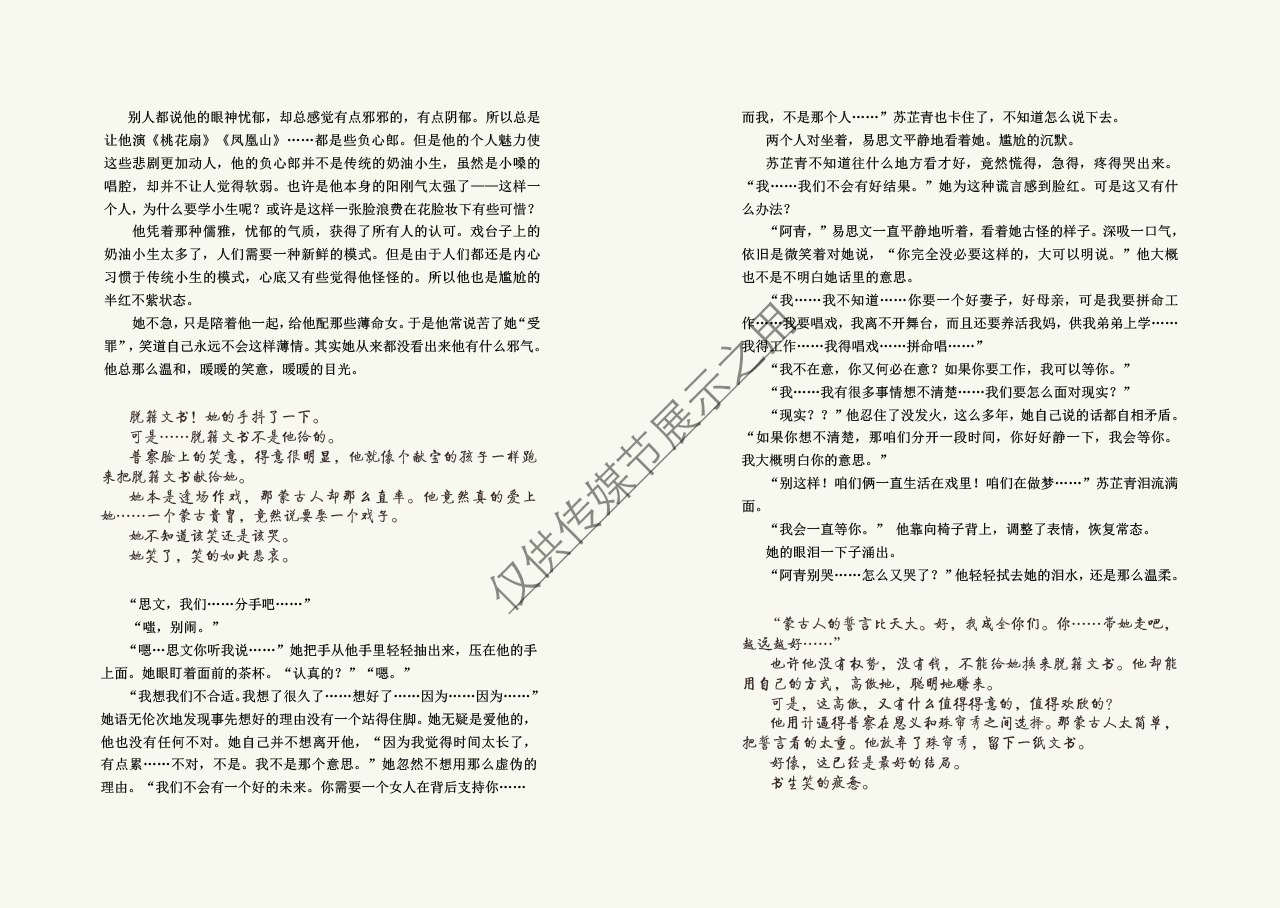 别人都说他的眼神忧郁，却总感觉有点邪邪的，有点阴郁。所以总是
让他演《桃花扇》《凤凰山》……都是些负心郎。但是他的个人魅力使
这些悲剧更加动人，他的负心郎并不是传统的奶油小生，虽然是小嗓的
唱腔，却并不让人觉得软弱。也许是他本身的阳刚气太强了——这样一
个人，为什么要学小生呢？或许是这样一张脸浪费在花脸妆下有些可惜？
他凭着那种儒雅，忧郁的气质，获得了所有人的认可。戏台子上的
奶油小生太多了，人们需要一种新鲜的模式。但是由于人们都还是内心
习惯于传统小生的模式，心底又有些觉得他怪怪的。所以他也是尴尬的
半红不紫状态。
她不急，只是陪着他一起，给他配那些薄命女。于是他常说苦了她“受
罪”，笑道自己永远不会这样薄情。其实她从来都没看出来他有什么邪气。
他总那么温和，暖暖的笑意，暖暖的目光。
脱籍文书！她的手抖了一下。
可是……脱籍文书不是他给的。
普察脸上的笑意，得意很明显，他就像个献宝的孩子一样跑
来把脱籍文书献给她。
她本是逢场作戏，那蒙古人却那么直率。他竟然真的爱上
她……一个蒙古贵胄，竟然说要娶一个戏子。
她不知道该笑还是该哭。
她笑了，笑的如此悲哀。
“思文，我们……分手吧……”
“嗤，别闹。”
“嗯…思文你听我说……”她把手从他手里轻轻抽出来，压在他的手
上面。她眼盯着面前的茶杯。“认真的？”“嗯。”
“我想我们不合适。我想了很久了……想好了……因为……因为……”
她语无伦次地发现事先想好的理由没有一个站得住脚。她无疑是爱他的，
他也没有任何不对。她自己并不想离开他，“因为我觉得时间太长了，
有点累……不对，不是。我不是那个意思。”她忽然不想用那么虚伪的
理由。“我们不会有一个好的未来。你需要一个女人在背后支持你……
而我，不是那个人……”苏芷青也卡住了，不知道怎么说下去。
两个人对坐着，易思文平静地看着她。尴尬的沉默。
苏芷青不知道往什么地方看才好，竟然慌得，急得，疼得哭出来。
“我……我们不会有好结果。”她为这种谎言感到脸红。可是这又有什
么办法？
“阿青，”易思文一直平静地听着，看着她古怪的样子。深吸一口气，
依旧是微笑着对她说，“你完全没必要这样的，大可以明说。”他大概
也不是不明白她话里的意思。
“我……我不知道……你要一个好妻子，好母亲，可是我要拼命工
作……我要唱戏，我离不开舞台，而且还要养活我妈，供我弟弟上学……
我得工作……我得唱戏……拼命唱……”
“我不在意，你又何必在意？如果你要工作，我可以等你。”
“我……我有很多事情想不清楚……我们要怎么面对现实？”
“现实？？”他忍住了没发火，这么多年，她自己说的话都自相矛盾。
“如果你想不清楚，那咱们分开一段时间，你好好静一下，我会等你。
我大概明白你的意思。”
“别这样！咱们俩一直生活在戏里！咱们在做梦……”苏芷青泪流满
面。
“我会一直等你。” 他靠向椅子背上，调整了表情，恢复常态。
她的眼泪一下子涌出。
“阿青别哭……怎么又哭了？”他轻轻拭去她的泪水，还是那么温柔。
“蒙古人的誓言比天大。好，我成全你们。你……带她走吧，
越远越好……”
也许他没有权势，没有钱，不能给她换来脱籍文书。他却能
用自己的方式，高傲地，聪明地赚来。
可是，这高傲，又有什么值得得意的，值得欢欣的？
他用计逼得普察在恩义和珠帘秀之间选择。那蒙古人太简单，
把誓言看的太重。他放弃了珠帘秀，留下一纸文书。
好像，这已经是最好的结局。
书生笑的疲惫。
仅供传媒节展示之用